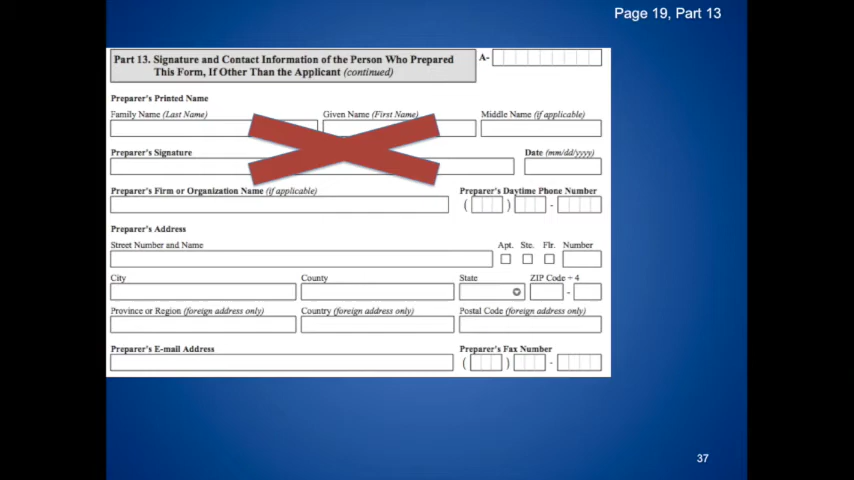 Page 19, Part 13
Part 13. Signature and Contact Information of the Person Who Prepared
This Form, If Other Than the Applicant (continued)
A-
Preparer's Printed Name
Family Name (Last Name) Given Name (First Name) Middle Name (if applicable)
Preparer's Signature Date (mm/dd/yyyy)
Preparer's Firm or Organization Name (if applicable) Preparer's Daytime Phone Number
( ) -
Preparer's Address
Street Number and Name Apt. Ste. Flr. Number
City County State ZIP Code + 4
-
Province or Region (foreign address only) Country (foreign address only) Postal Code (foreign address only)
Preparer's E-mail Address Preparer's Fax Number
( ) -
37